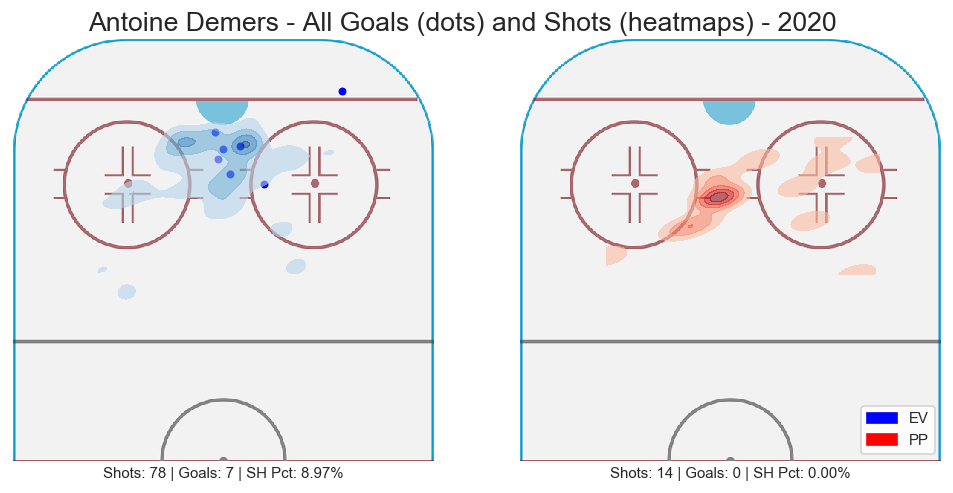 Antoine Demers - All Goals (dots) and Shots (heatmaps) - 2020
EV
PP
Shots: 78 | Goals: 7 | SH Pct: 8.97%
Shots: 14 | Goals: 0 | SH Pct: 0.00%